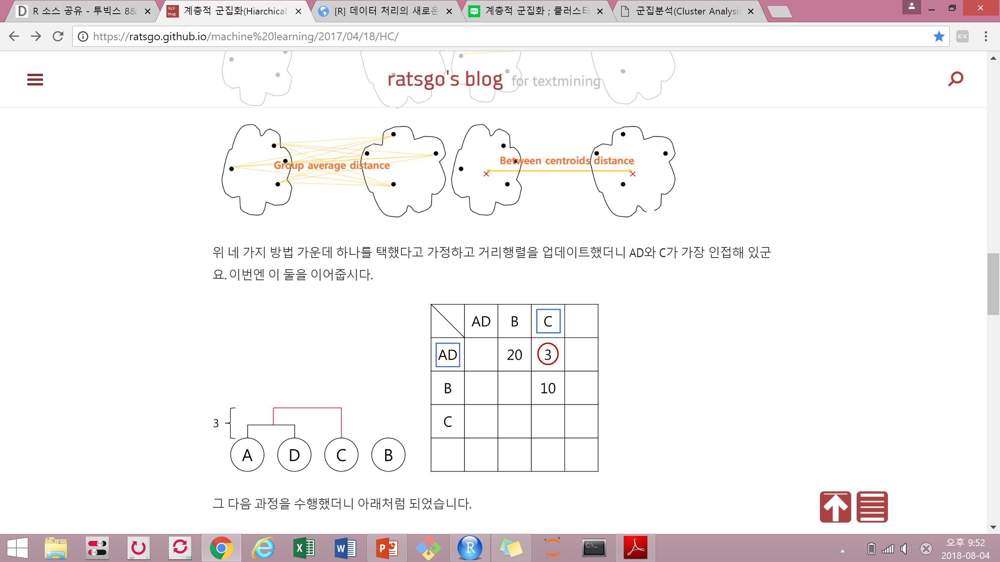 R 소스 공유 - 투빅스 8&
NLP
blog
계층적 군집화(Hiarchical
[R] 데이터 처리의 새로운
blog
계층적 군집화 ; 클러스터
군집분석(Cluster Analysis
https://ratsgo.github.io/machine%20learning/2017/04/18/HC/
EX
ratsgo's blog for textmining
Group average distance
Between centroids distance
위 네 가지 방법 가운데 하나를 택했다고 가정하고 거리행렬을 업데이트했더니 AD와 C가 가장 인접해 있군
요. 이번엔 이 둘을 이어줍시다.
AD B C
AD 20 3
B 10
C
3
A D C B
그 다음 과정을 수행했더니 아래처럼 되었습니다.
오후 9:52
2018-08-04